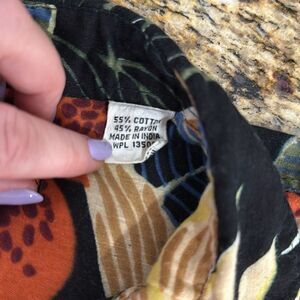 55% COTTON
45% RAYON
MADE IN INDIA
WPL 1350